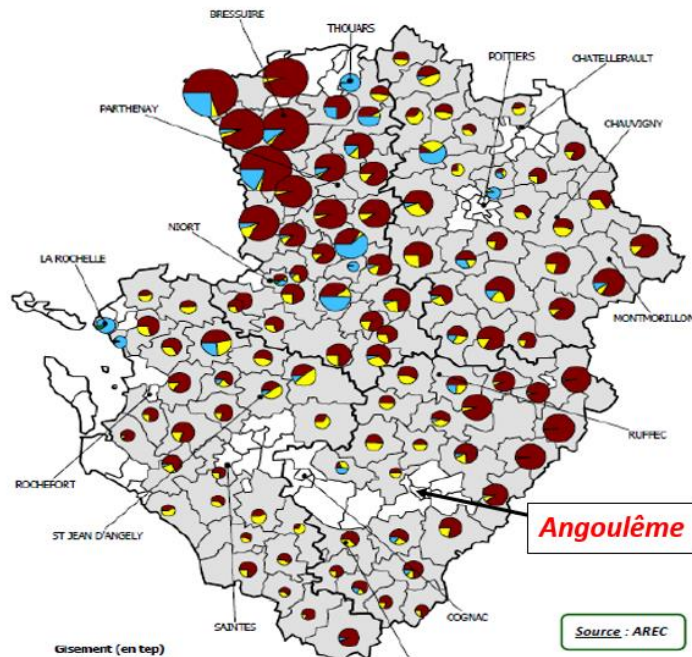 BRESSUIRE
THOUARS
POITIERS
CHATELLERAULT
PARTHENAY
CHAUVIGNY
NIORT
LA ROCHELLE
MONTMORILLON
RUFFEC
ROCHEFORT
Angoulême
ST JEAN D'ANGELY
COGNAC
SAINTES
Source : AREC
Gisement (en tep)